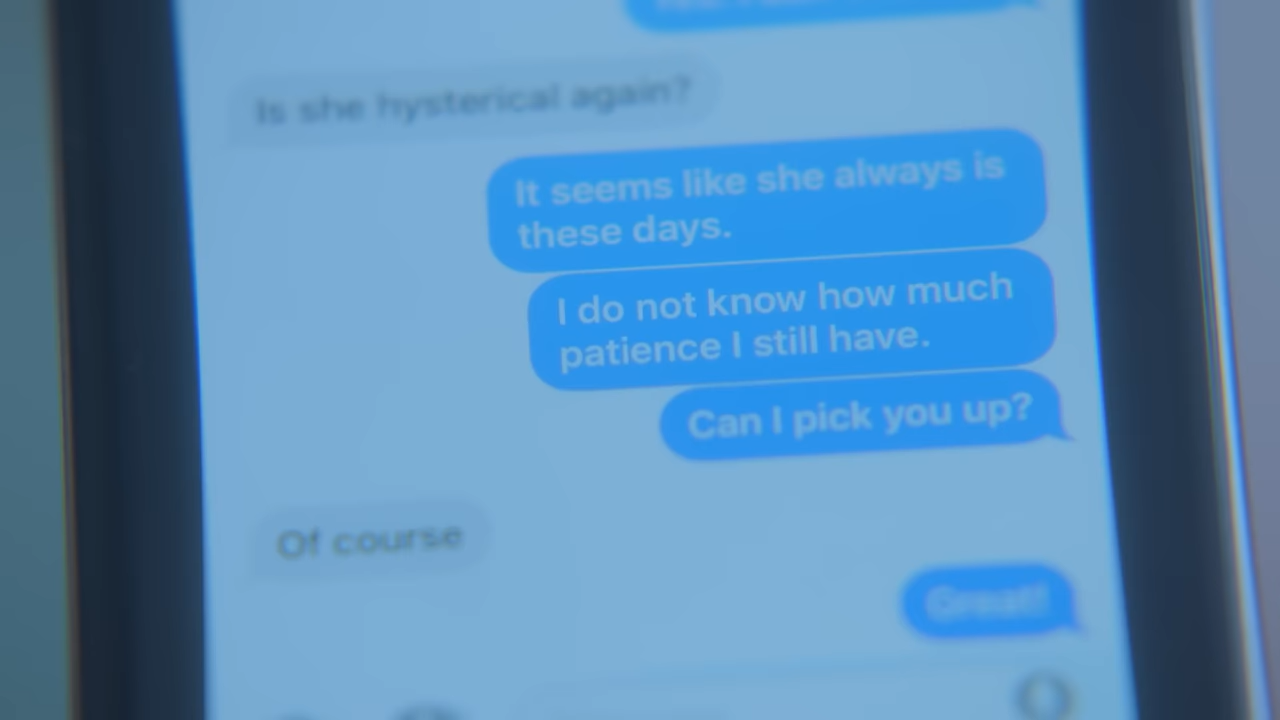 Is she hysterical again?
It seems like she always is
these days.
I do not know how much
patience I still have.
Can I pick you up?
Of course
Great!